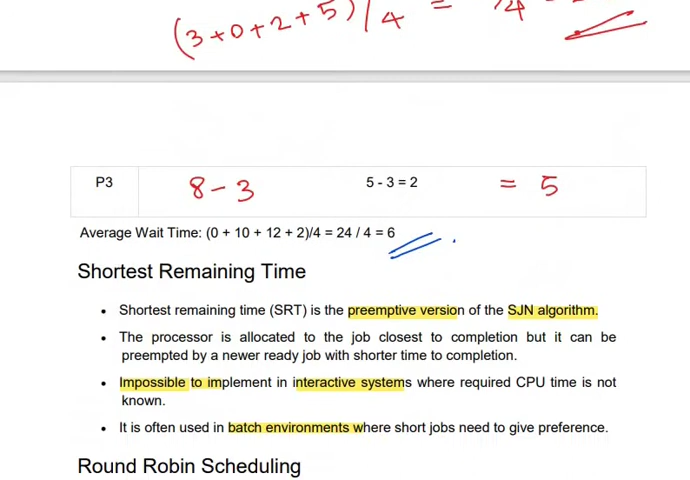 (3+0+2+5)/4 =
P3 8-3 5 - 3 = 2 = 5
Average Wait Time: (0 + 10 + 12 + 2)/4 = 24 / 4 = 6
Shortest Remaining Time
• Shortest remaining time (SRT) is the preemptive version of the SJN algorithm.
• The processor is allocated to the job closest to completion but it can be
preempted by a newer ready job with shorter time to completion.
• Impossible to implement in interactive systems where required CPU time is not
known.
• It is often used in batch environments where short jobs need to give preference.
Round Robin Scheduling